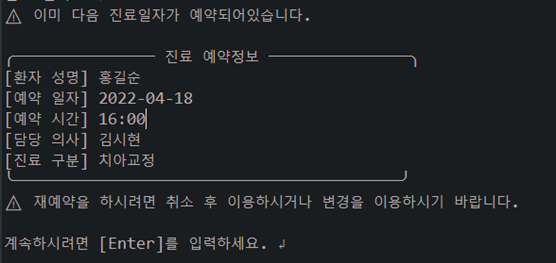 ⚠ 이미 다음 진료일자가 예약되어있습니다.
진료 예약정보
[환자 성명] 홍길순
[예약 일자] 2022-04-18
[예약 시간] 16:00
[담당 의사] 김시현
[진료 구분] 치아교정
⚠ 재예약을 하시려면 취소 후 이용하시거나 변경을 이용하시기 바랍니다.
계속하시려면 [Enter]를 입력하세요. ↲